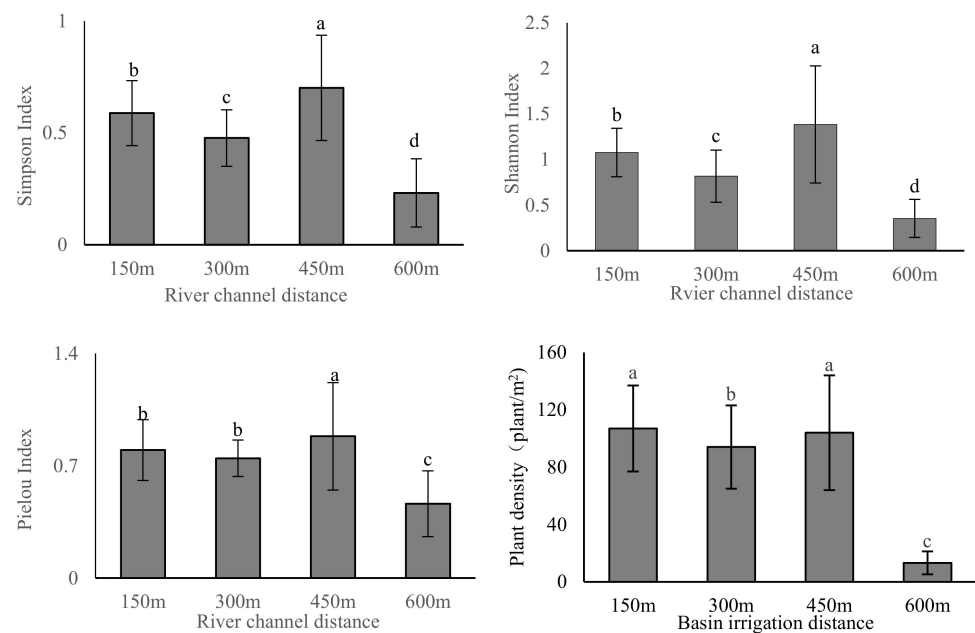 1
0.5
0
Simpson Index
b
c
a
d
150m 300m 450m 600m
River channel distance
2.5
2
1.5
1
0.5
0
Shannon Index
b
c
a
d
150m 300m 450m 600m
Rvier channel distance
1.4
0.7
0
Pielou Index
b
b
a
c
150m 300m 450m 600m
River channel distance
160
120
80
40
0
Plant density（plant/m²)
a
b
a
c
150m 300m 450m 600m
Basin irrigation distance